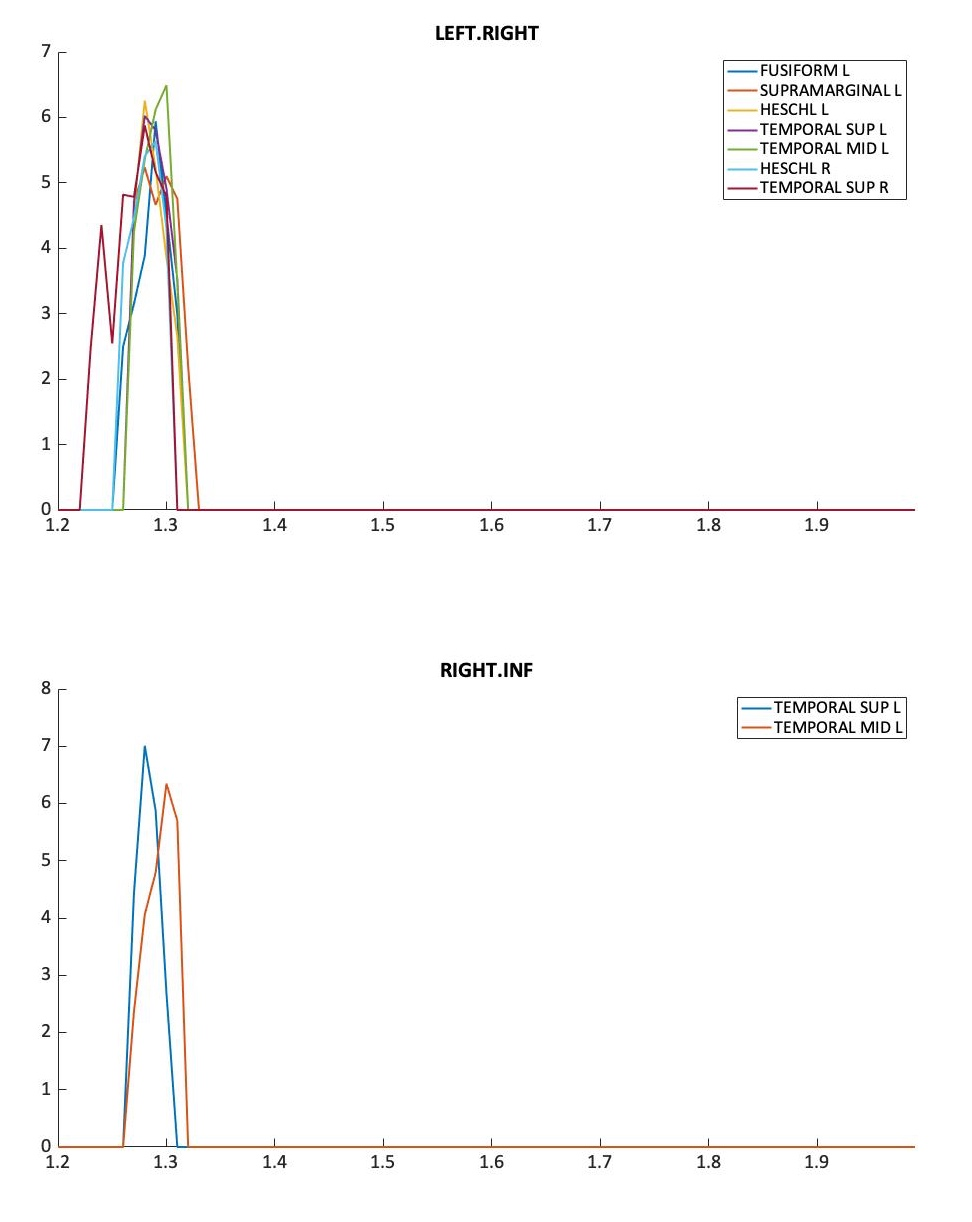 LEFT.RIGHT
7
6
5
4
3
2
1
0
1.2 1.3 1.4 1.5 1.6 1.7 1.8 1.9
FUSIFORM L
SUPRAMARGINAL L
HESCHL L
TEMPORAL SUP L
TEMPORAL MID L
HESCHL R
TEMPORAL SUP R
RIGHT.INF
8
7
6
5
4
3
2
1
0
1.2 1.3 1.4 1.5 1.6 1.7 1.8 1.9
TEMPORAL SUP L
TEMPORAL MID L